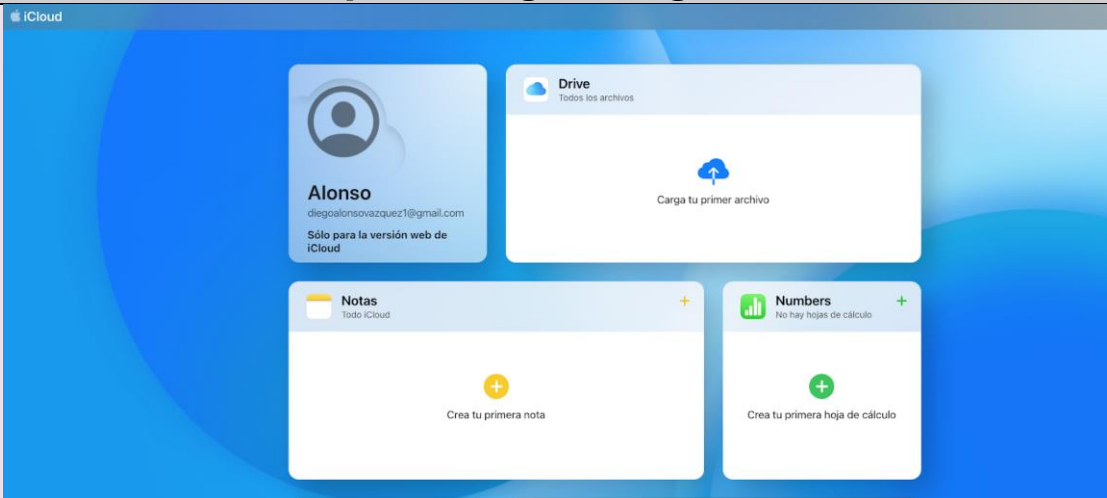 iCloud
Drive
Todos los archivos
Carga tu primer archivo
Alonso
diegoalonsovazquez1@gmail.com
Sólo para la versión web de
iCloud
Notas
Todo iCloud
Crea tu primera nota
Numbers
No hay hojas de cálculo
Crea tu primera hoja de cálculo